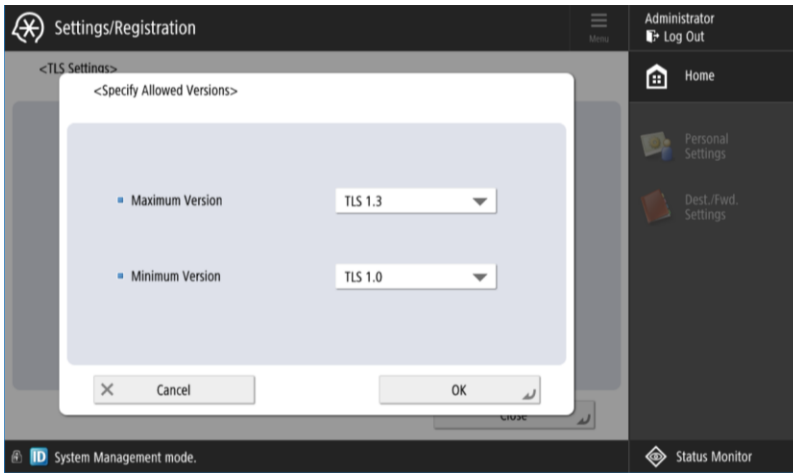 Settings/Registration
Menu
Administrator
Log Out
<TLS Settings>
<Specify Allowed Versions>
Home
Personal
Settings
Maximum Version
TLS 1.3
Dest./Fwd.
Settings
Minimum Version
TLS 1.0
Cancel
OK
Close
ID System Management mode.
Status Monitor